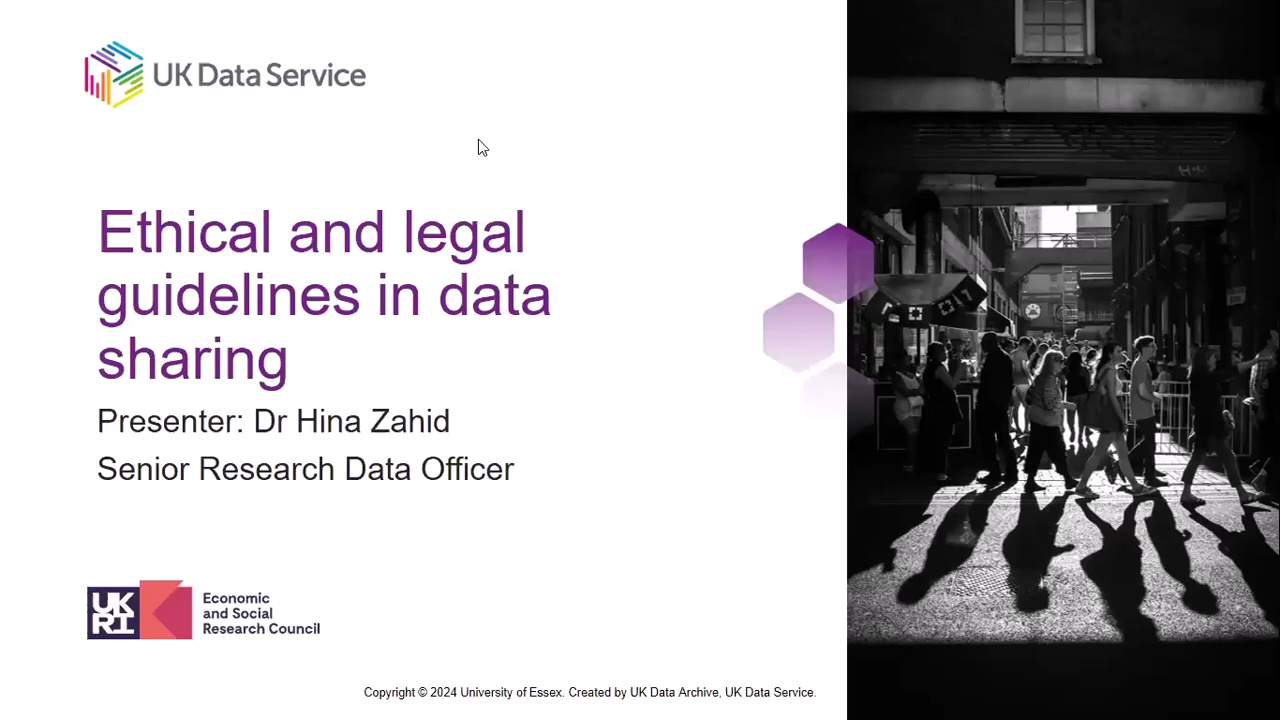 UK Data Service
Ethical and legal
guidelines in data
sharing
Presenter: Dr Hina Zahid
Senior Research Data Officer
UK
RI
Economic
and Social
Research Council
Copyright © 2024 University of Essex. Created by UK Data Archive, UK Data Service.